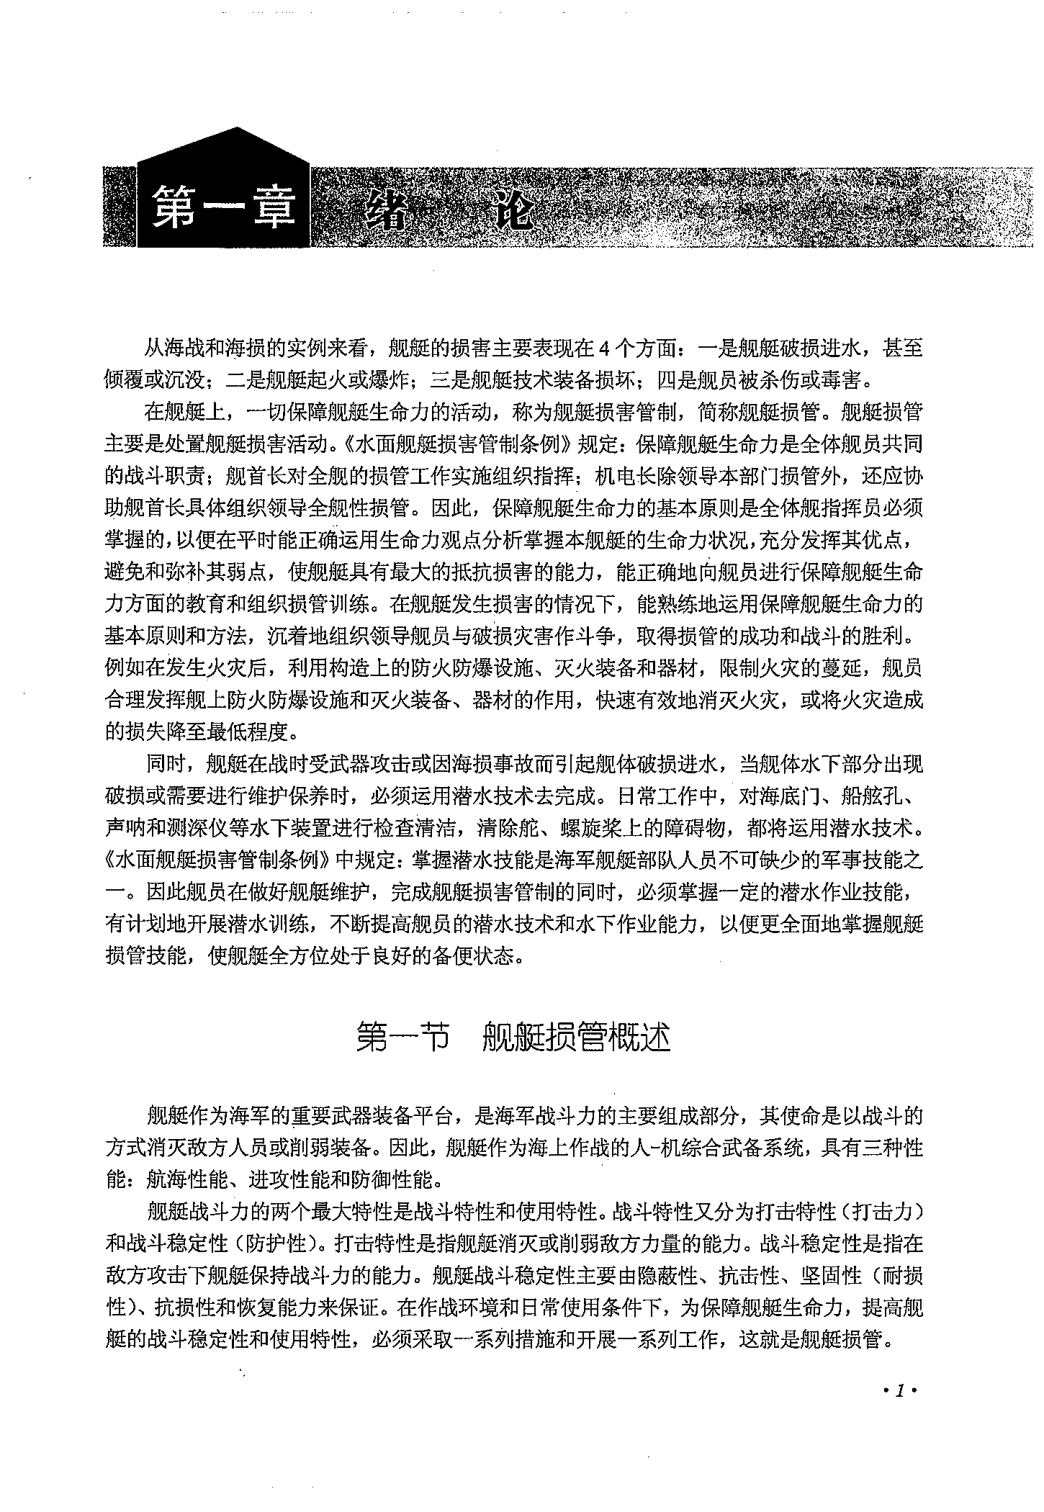 第一章 绪 论
从海战和海损的实例来看，舰艇的损害主要表现在 4 个方面：一是舰艇破损进水，甚至
倾覆或沉没；二是舰艇起火或爆炸；三是舰艇技术装备损坏；四是舰员被杀伤或毒害。
在舰艇上，一切保障舰艇生命力的活动，称为舰艇损害管制，简称舰艇损管。舰艇损管
主要是处置舰艇损害活动。《水面舰艇损害管制条例》规定：保障舰艇生命力是全体舰员共同
的战斗职责；舰首长对全舰的损管工作实施组织指挥；机电长除领导本部门损管外，还应协
助舰首长具体组织领导全舰性损管。因此，保障舰艇生命力的基本原则是全体舰指挥员必须
掌握的，以便在平时能正确运用生命力观点分析掌握本舰艇的生命力状况，充分发挥其优点，
避免和弥补其弱点，使舰艇具有最大的抵抗损害的能力，能正确地向舰员进行保障舰艇生命
力方面的教育和组织损管训练。在舰艇发生损害的情况下，能熟练地运用保障舰艇生命力的
基本原则和方法，沉着地组织领导舰员与破损灾害作斗争，取得损管的成功和战斗的胜利。
例如在发生火灾后，利用构造上的防火防爆设施、灭火装备和器材，限制火灾的蔓延，舰员
合理发挥舰上防火防爆设施和灭火装备、器材的作用，快速有效地消灭火灾，或将火灾造成
的损失降至最低程度。
同时，舰艇在战时受武器攻击或因海损事故而引起舰体破损进水，当舰体水下部分出现
破损或需要进行维护保养时，必须运用潜水技术去完成。日常工作中，对海底门、船舷孔、
声呐和测深仪等水下装置进行检查清洁，清除舵、螺旋桨上的障碍物，都将运用潜水技术。
《水面舰艇损害管制条例》中规定：掌握潜水技能是海军舰艇部队人员不可缺少的军事技能之
一。因此舰员在做好舰艇维护，完成舰艇损害管制的同时，必须掌握一定的潜水作业技能，
有计划地开展潜水训练，不断提高舰员的潜水技术和水下作业能力，以便更全面地掌握舰艇
损管技能，使舰艇全方位处于良好的备便状态。
第一节 舰艇损管概述
舰艇作为海军的重要武器装备平台，是海军战斗力的主要组成部分，其使命是以战斗的
方式消灭敌方人员或削弱装备。因此，舰艇作为海上作战的人-机综合武备系统，具有三种性
能：航海性能、进攻性能和防御性能。
舰艇战斗力的两个最大特性是战斗特性和使用特性。战斗特性又分为打击特性（打击力）
和战斗稳定性（防护性）。打击特性是指舰艇消灭或削弱敌方力量的能力。战斗稳定性是指在
敌方攻击下舰艇保持战斗力的能力。舰艇战斗稳定性主要由隐蔽性、抗击性、坚固性（耐损
性）、抗损性和恢复能力来保证。在作战环境和日常使用条件下，为保障舰艇生命力，提高舰
艇的战斗稳定性和使用特性，必须采取一系列措施和开展一系列工作，这就是舰艇损管。
·1·